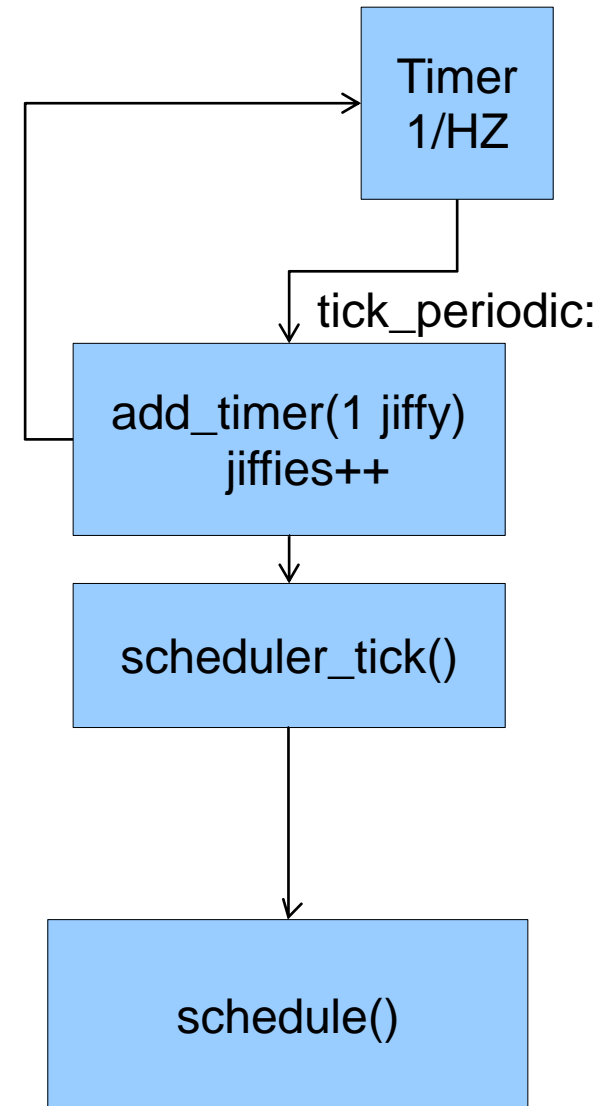 Timer
1/HZ
tick_periodic:
add_timer(1 jiffy)
jiffies++
scheduler_tick()
schedule()